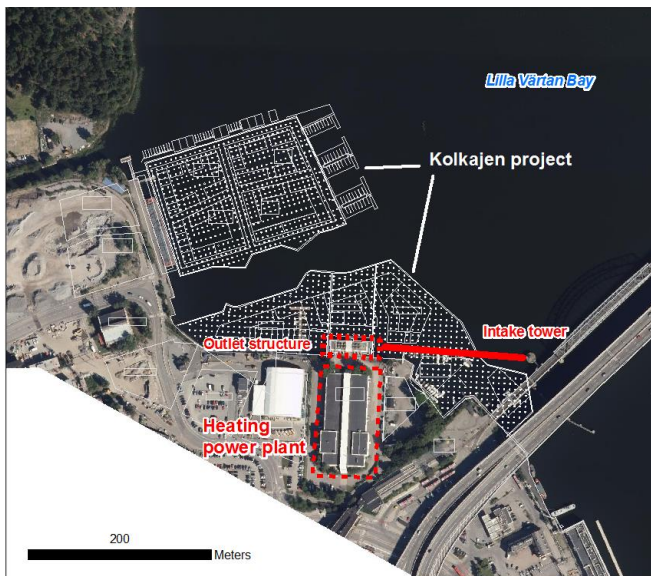 Lilla Värtan Bay
Kolkajen project
Intake tower
Outlet structure
Heating
power plant
200
Meters